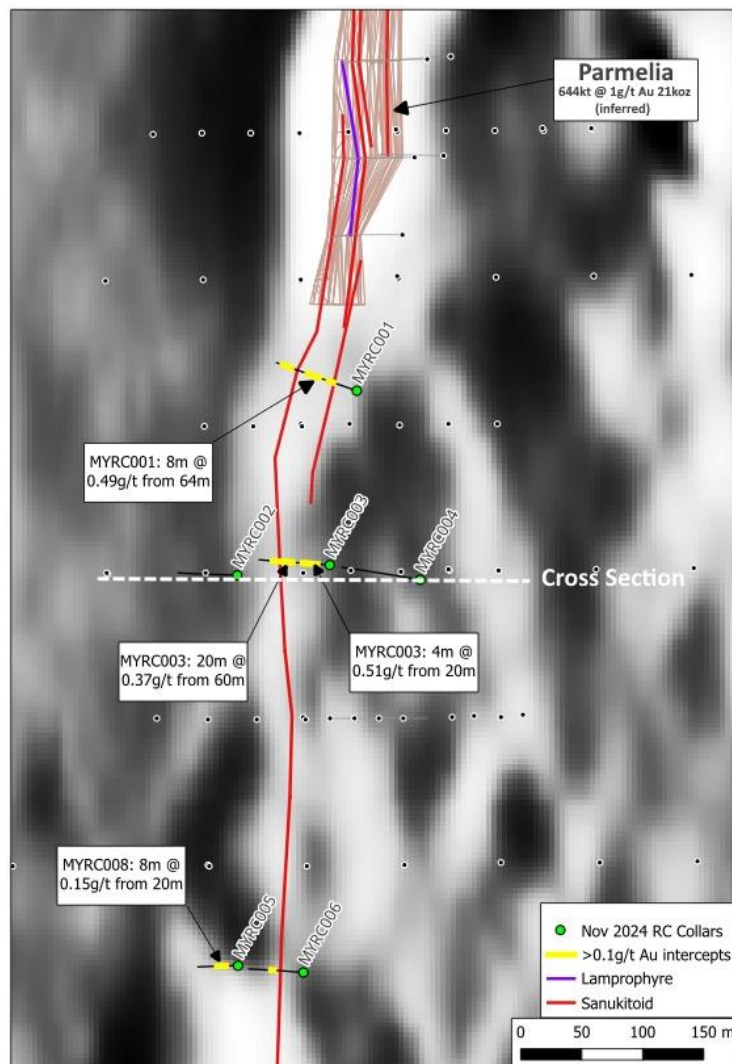 Parmelia
644kt @ 1g/t Au 21koz
(inferred)
MYRC001
MYRC001: 8m @
0.49g/t from 64m
MYRC002
MYRC003
MYRC004
Cross Section
MYRC003: 20m @
0.37g/t from 60m
MYRC003: 4m @
0.51g/t from 20m
MYRC008: 8m @
0.15g/t from 20m
MYRC005
MYRC006
Nov 2024 RC Collars
>0.1g/t Au intercepts
Lamprophyre
Sanukitoid
0 50 100 150 m